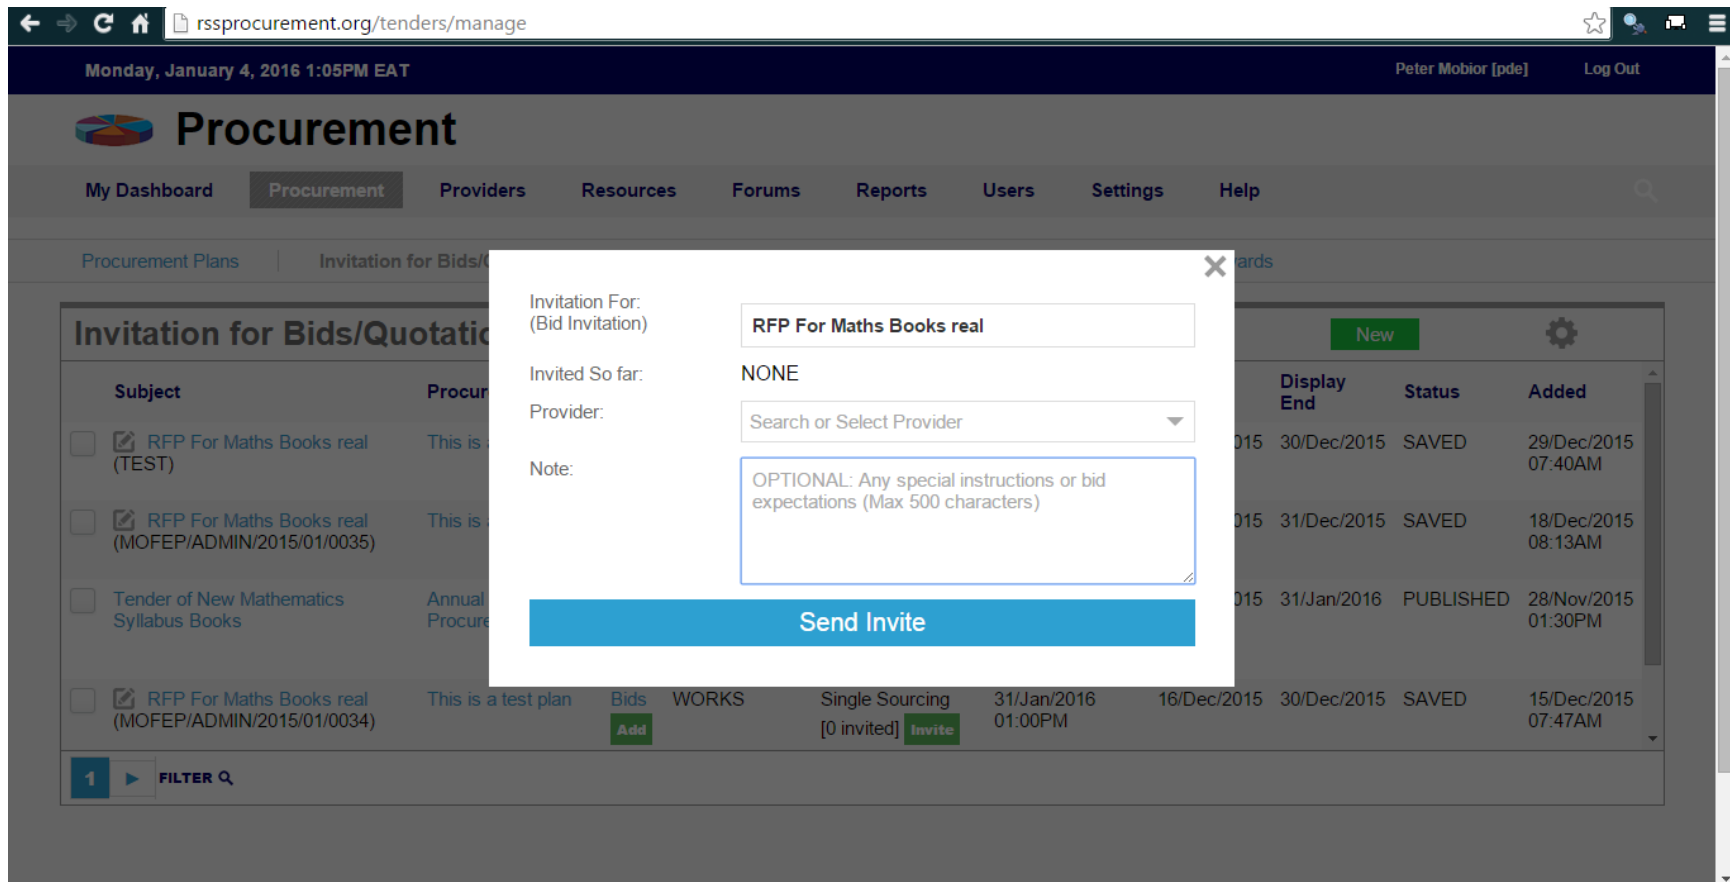 rssprocurement.org/tenders/manage
Monday, January 4, 2016 1:05PM EAT
Peter Mobior [pde]
Log Out
Procurement
My Dashboard
Procurement
Providers
Resources
Forums
Reports
Users
Settings
Help
Procurement Plans
Invitation for Bids/
Invitation For:
(Bid Invitation)
RFP For Maths Books real
Invited So far:
NONE
Provider:
Search or Select Provider
Note:
OPTIONAL: Any special instructions or bid
expectations (Max 500 characters)
Send Invite
Invitation for Bids/
New
Subject
Display
End
Status
Added
RFP For Maths Books real
(TEST)
This is
30/Dec/2015
SAVED
29/Dec/2015
07:40AM
RFP For Maths Books real
(MOFEP/ADMIN/2015/01/0035)
This is
31/Dec/2015
SAVED
18/Dec/2015
08:13AM
Tender of New Mathematics
Syllabus Books
Annual
31/Jan/2016
PUBLISHED
28/Nov/2015
01:30PM
RFP For Maths Books real
(MOFEP/ADMIN/2015/01/0034)
This is a test plan
Bids
Add
WORKS
Single Sourcing
[0 invited] Invite
31/Jan/2016
01:00PM
16/Dec/2015
30/Dec/2015
SAVED
15/Dec/2015
07:47AM
1
FILTER